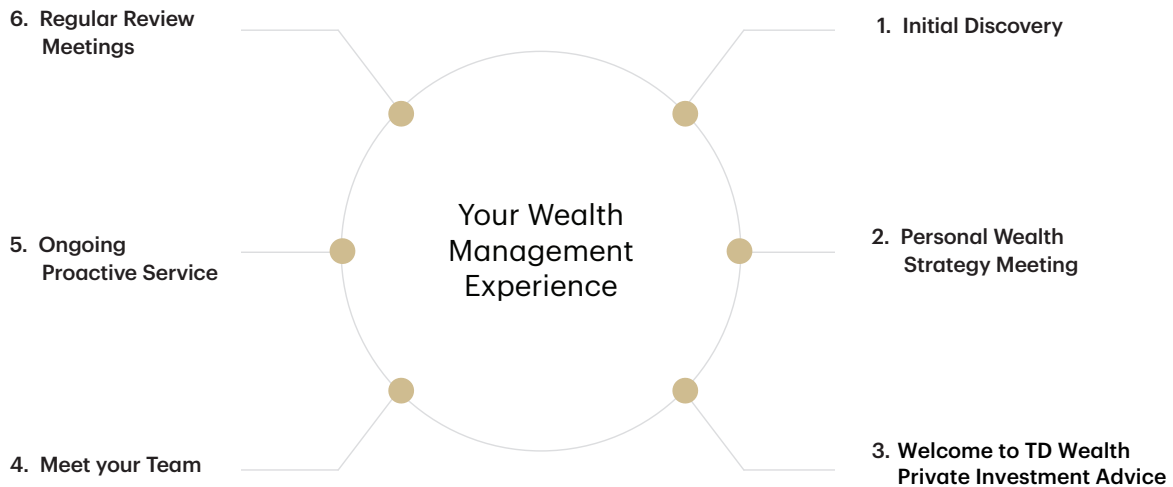 6. Regular Review
Meetings
1. Initial Discovery
Your Wealth
Management
Experience
5. Ongoing
Proactive Service
2. Personal Wealth
Strategy Meeting
4. Meet your Team
3. Welcome to TD Wealth
Private Investment Advice